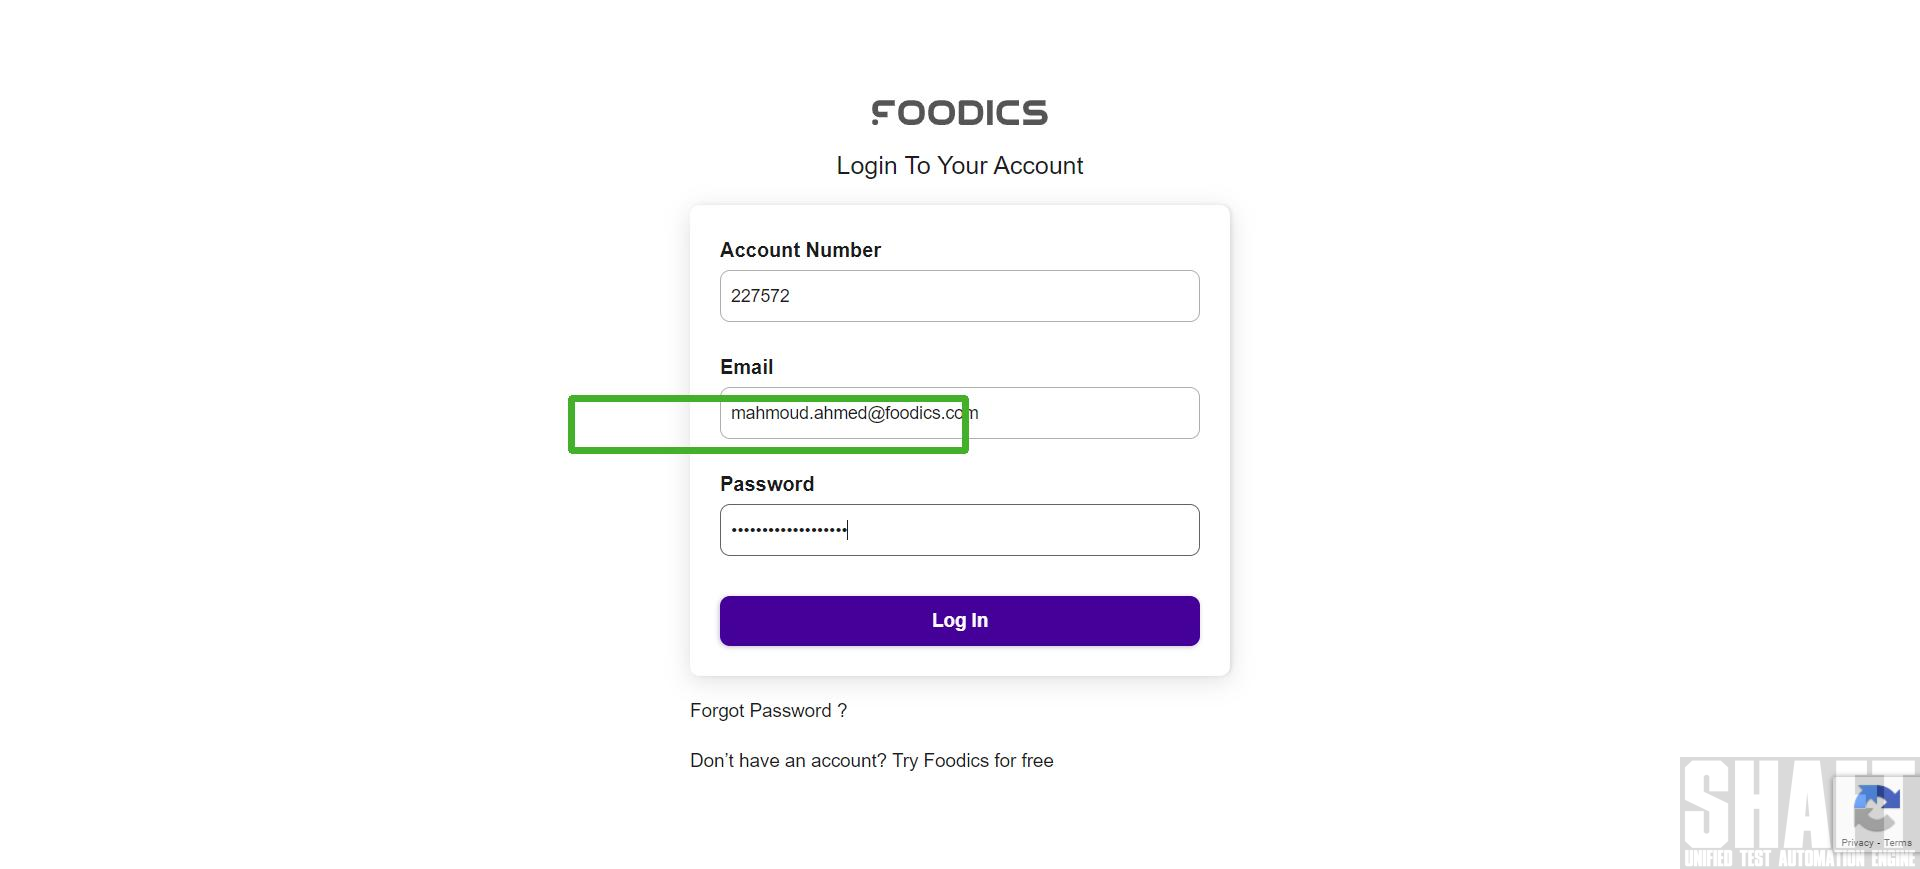 FOODICS
Login To Your Account
Account Number
227572
Email
mahmoud.ahmed@foodics.com
Password
•••••••••••••••••••
Log In
Forgot Password ?
Don’t have an account? Try Foodics for free
SHAFT
UNIFIED TEST AUTOMATION ENGINE
Privacy - Terms